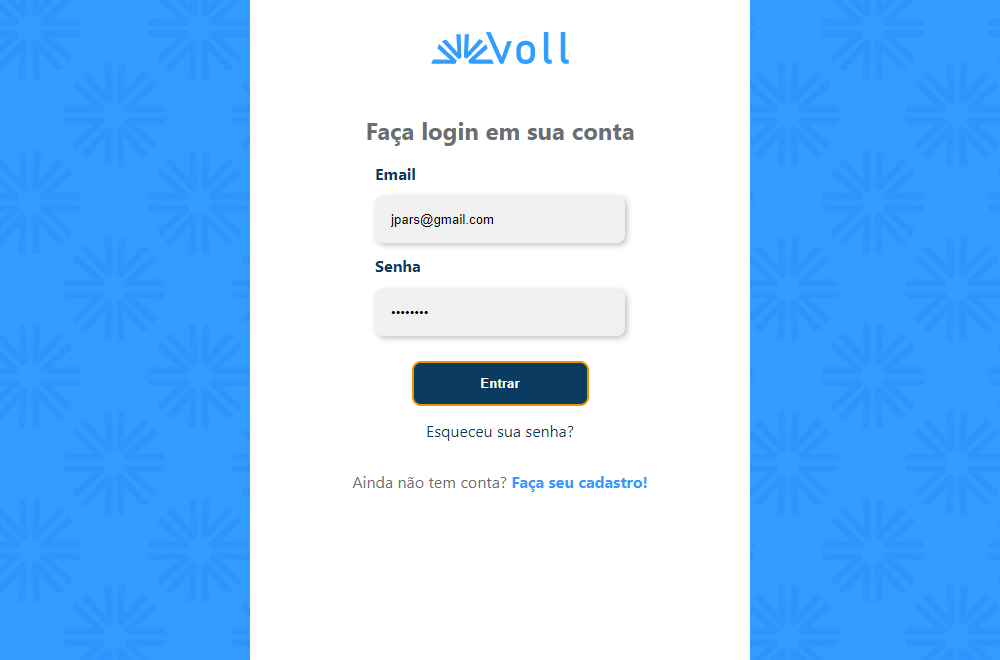 Voll
Faça login em sua conta
Email
jpars@gmail.com
Senha
••••••••
Entrar
Esqueceu sua senha?
Ainda não tem conta? Faça seu cadastro!